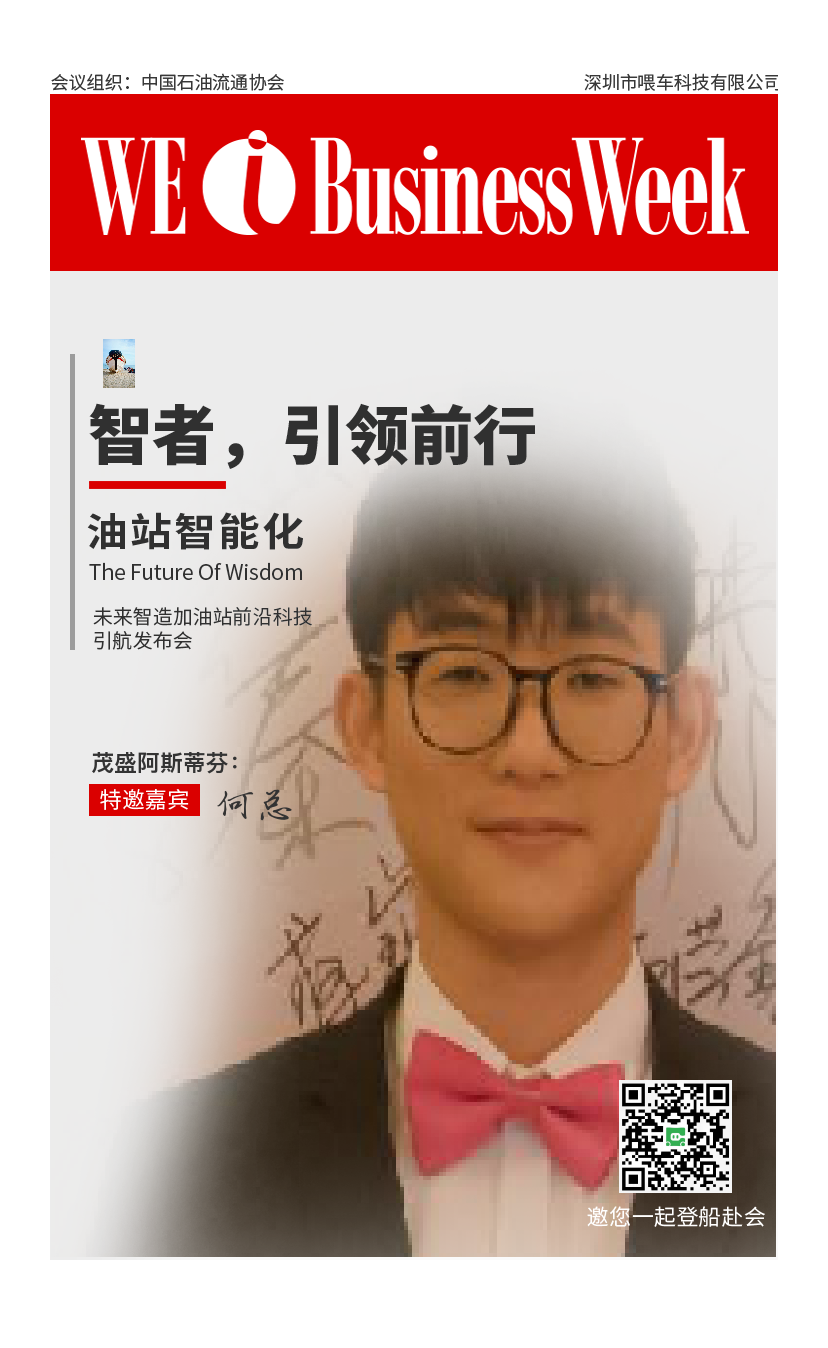 会议组织：中国石油流通协会
深圳市喂车科技有限公司
WE i BusinessWeek
智者，引领前行
油站智能化
The Future Of Wisdom
未来智造加油站前沿科技
引航发布会
茂盛阿斯蒂芬：
特邀嘉宾 何总
邀您一起登船赴会